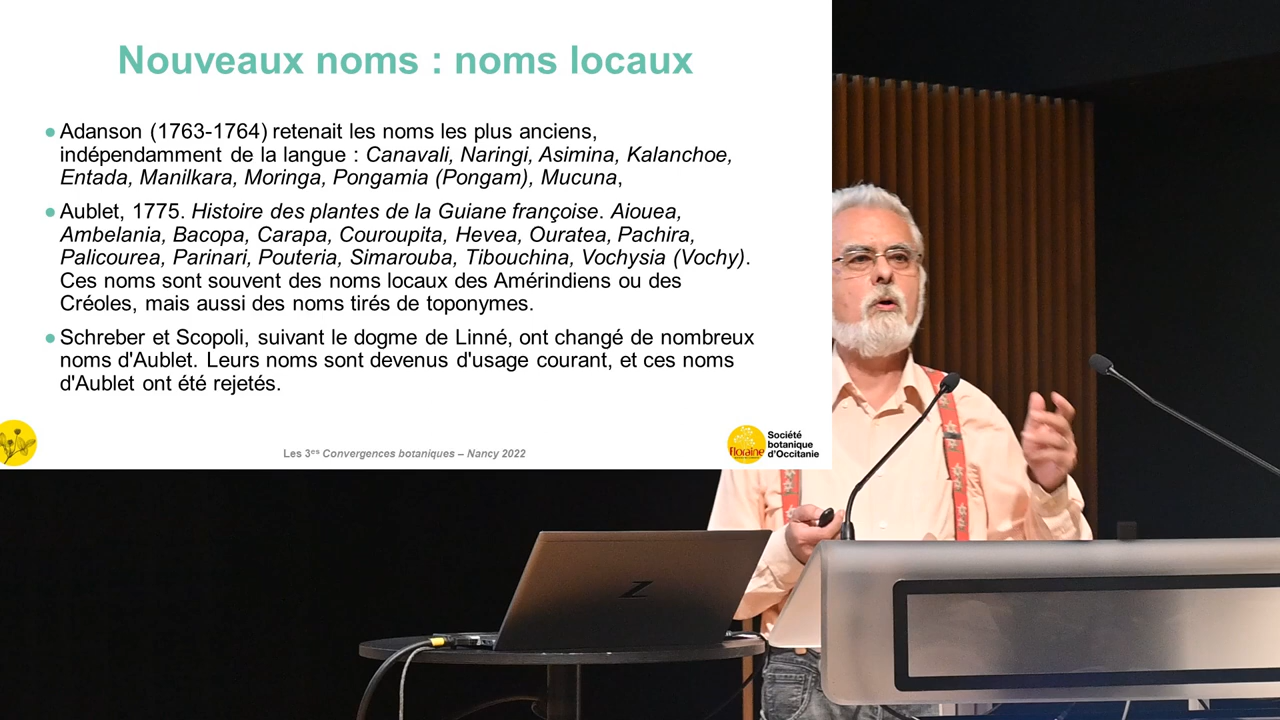 Nouveaux noms : noms locaux
● Adanson (1763-1764) retenait les noms les plus anciens,
indépendamment de la langue : Canavali, Naringi, Asimina, Kalanchoe,
Entada, Manilkara, Moringa, Pongamia (Pongam), Mucuna,
● Aublet, 1775. Histoire des plantes de la Guiane françoise. Aiouea,
Ambelania, Bacopa, Carapa, Couroupita, Hevea, Ouratea, Pachira,
Palicourea, Parinari, Pouteria, Simarouba, Tibouchina, Vochysia (Vochy).
Ces noms sont souvent des noms locaux des Amérindiens ou des
Créoles, mais aussi des noms tirés de toponymes.
● Schreber et Scopoli, suivant le dogme de Linné, ont changé de nombreux
noms d'Aublet. Leurs noms sont devenus d'usage courant, et ces noms
d'Aublet ont été rejetés.
Les 3es Convergences botaniques – Nancy 2022
floraine
Société
botanique
d'Occitanie